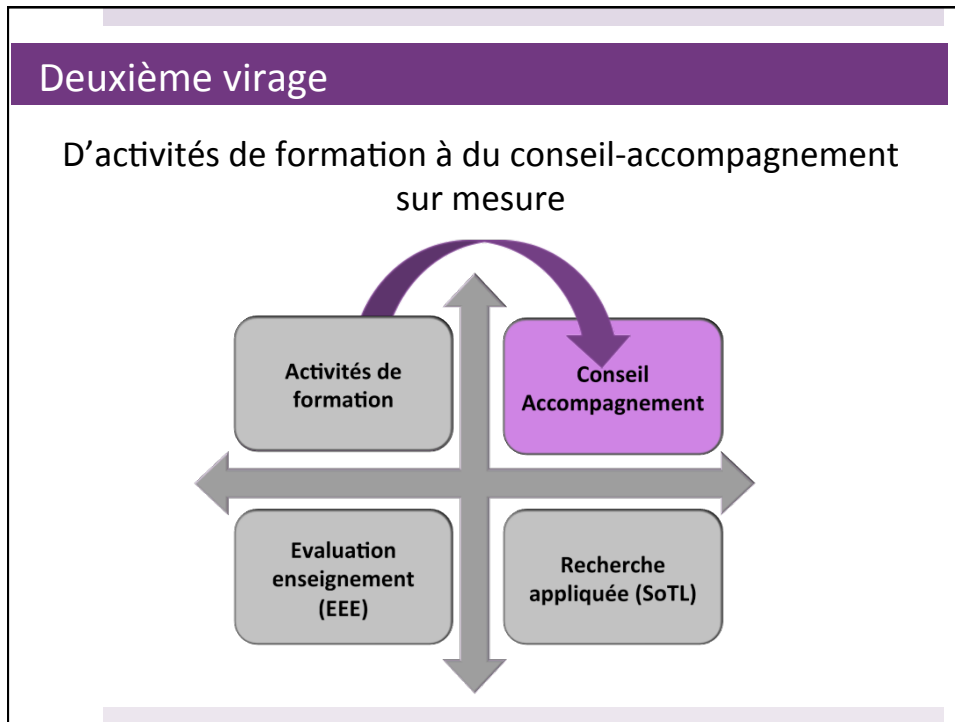 Deuxième virage
D’activités de formation à du conseil-accompagnement
sur mesure
Activités de
formation
Conseil
Accompagnement
Evaluation
enseignement
(EEE)
Recherche
appliquée (SoTL)